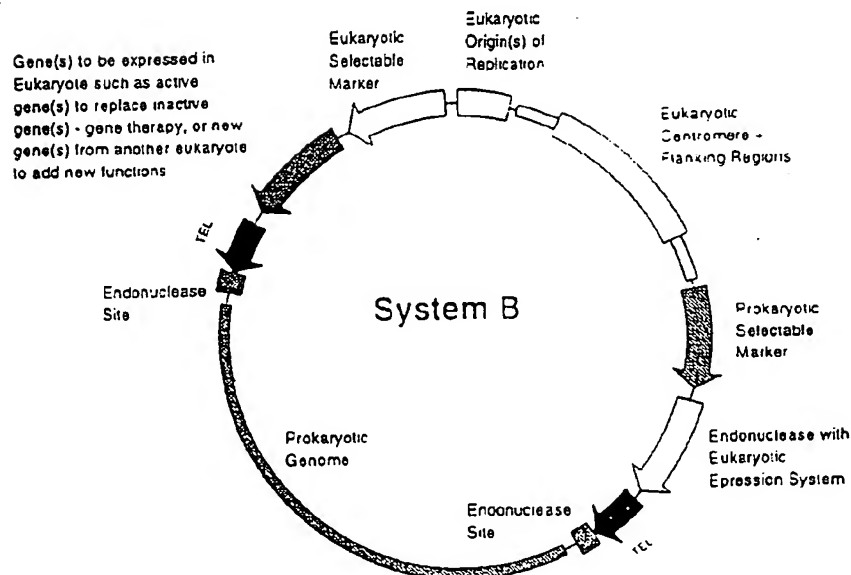 Gene(s) to be expressed in
Eukaryote such as active
gene(s) to replace inactive
gene(s) - gene therapy, or new
gene(s) from another eukaryote
to add new functions
Eukaryotic
Selectable
Marker
Eukaryotic
Origin(s) of
Replication
Eukaryotic
Centromere +
Flanking Regions
TEL
Endonuclease
Site
System B
Prokaryotic
Selectable
Marker
Prokaryotic
Genome
Endonuclease with
Eukaryotic
Epression System
Endonuclease
Site
TEL